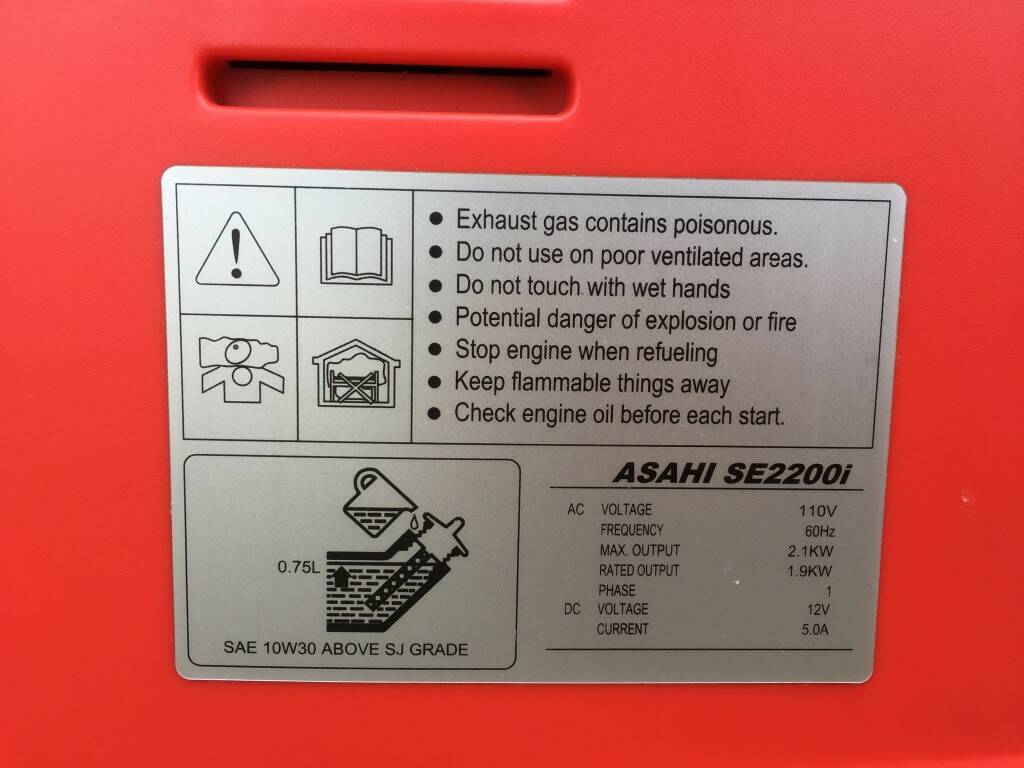 Exhaust gas contains poisonous.
Do not use on poor ventilated areas.
Do not touch with wet hands
Potential danger of explosion or fire
Stop engine when refueling
Keep flammable things away
Check engine oil before each start.
0.75L
SAE 10W30 ABOVE SJ GRADE
ASAHI SE2200i
AC VOLTAGE 110V
FREQUENCY 60Hz
MAX. OUTPUT 2.1KW
RATED OUTPUT 1.9KW
PHASE 1
DC VOLTAGE 12V
CURRENT 5.0A